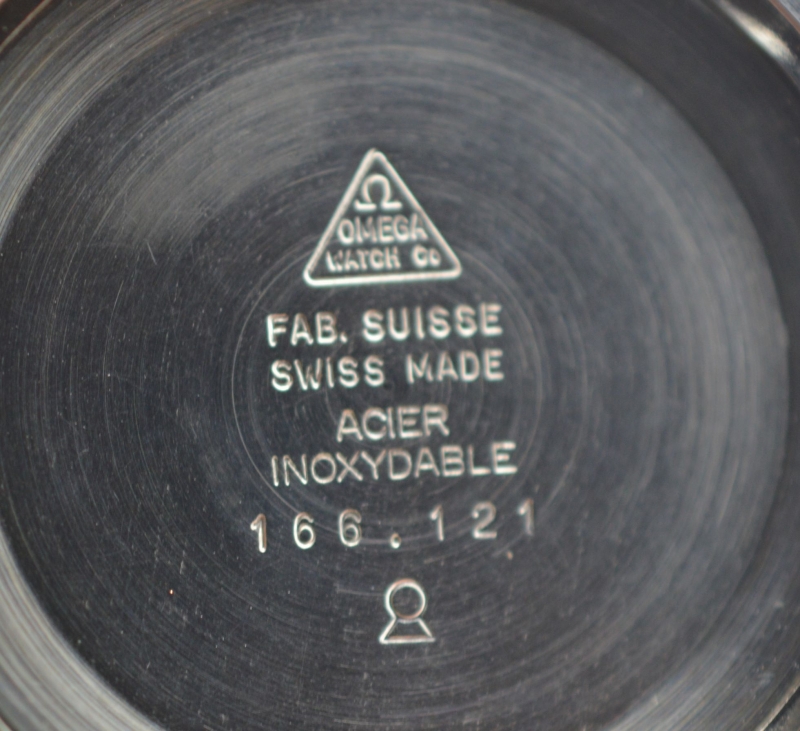 Ω
OMEGA
WATCH Co
FAB. SUISSE
SWISS MADE
ACIER
INOXYDABLE
166.121